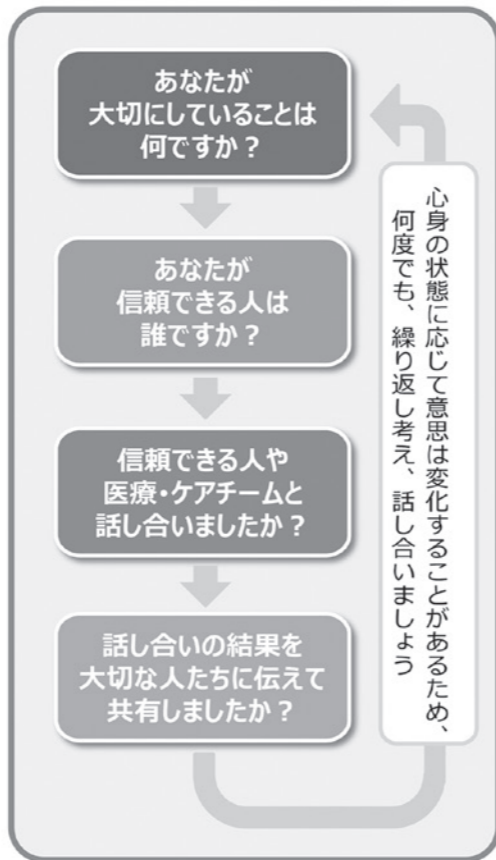 あなたが
大切にしていることは
何ですか？
あなたが
信頼できる人は
誰ですか？
信頼できる人や
医療・ケアチームと
話し合いましたか？
話し合いの結果を
大切な人たちに伝えて
共有しましたか？
心身の状態に応じて意思は変化することがあるため、
何度でも、繰り返し考え、話し合いましょう